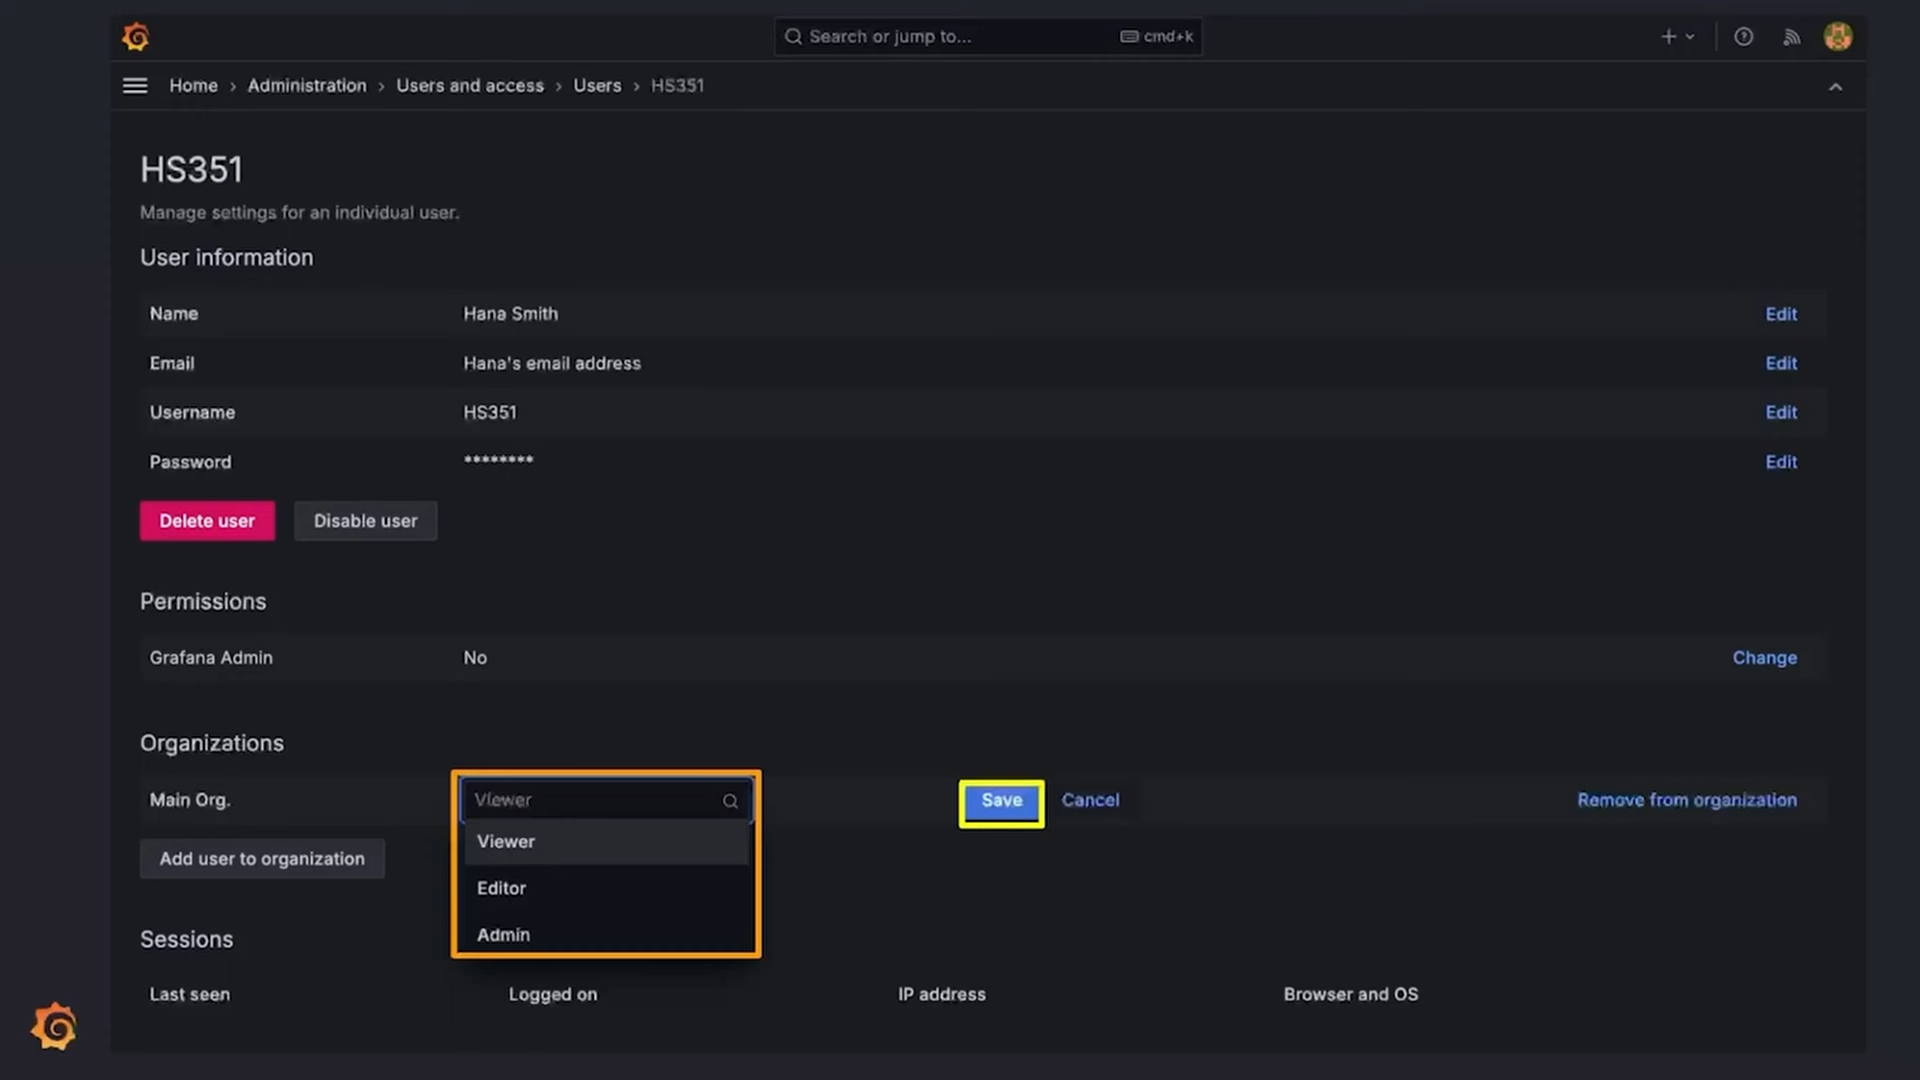 Search or jump to... cmd+k
Home › Administration › Users and access › Users › HS351
HS351
Manage settings for an individual user.
User information
Name Hana Smith Edit
Email Hana's email address Edit
Username HS351 Edit
Password ******** Edit
Delete user Disable user
Permissions
Grafana Admin No Change
Organizations
Main Org. Viewer Save Cancel Remove from organization
Viewer
Add user to organization
Editor
Admin
Sessions
Last seen Logged on IP address Browser and OS